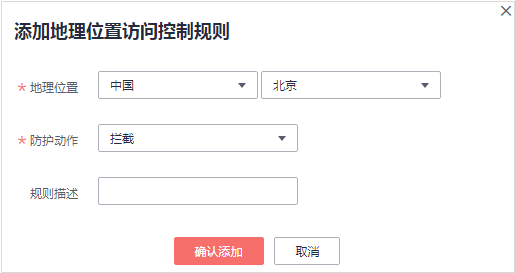 添加地理位置访问控制规则
* 地理位置 中国 北京
* 防护动作 拦截
规则描述
确认添加 取消